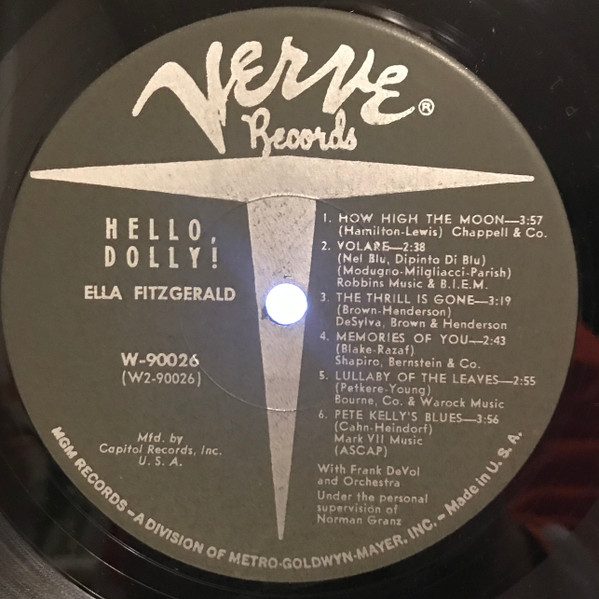 VERVE ®
Records
HELLO,
DOLLY!
ELLA FITZGERALD
W-90026
(W2-90026)
Mfd. by
Capitol Records, Inc.
U. S. A.
1. HOW HIGH THE MOON—3:57
(Hamilton-Lewis) Chappell & Co.
2. VOLARE—2:38
(Nel Blu, Dipinto Di Blu)
(Modugno-Milgliacci-Parish)
Robbins Music & B.I.E.M.
3. THE THRILL IS GONE—3:19
(Brown-Henderson)
DeSylva, Brown & Henderson
4. MEMORIES OF YOU—2:43
(Blake-Razaf)
Shapiro, Bernstein & Co.
5. LULLABY OF THE LEAVES—2:55
(Petkere-Young)
Bourne, Co. & Warock Music
6. PETE KELLY'S BLUES—3:56
(Cahn-Heindorf)
Mark VII Music
(ASCAP)
With Frank DeVol
and Orchestra
Under the personal
supervision of
Norman Granz
MGM RECORDS—A DIVISION OF METRO-GOLDWYN-MAYER, INC.—Made in U. S. A.